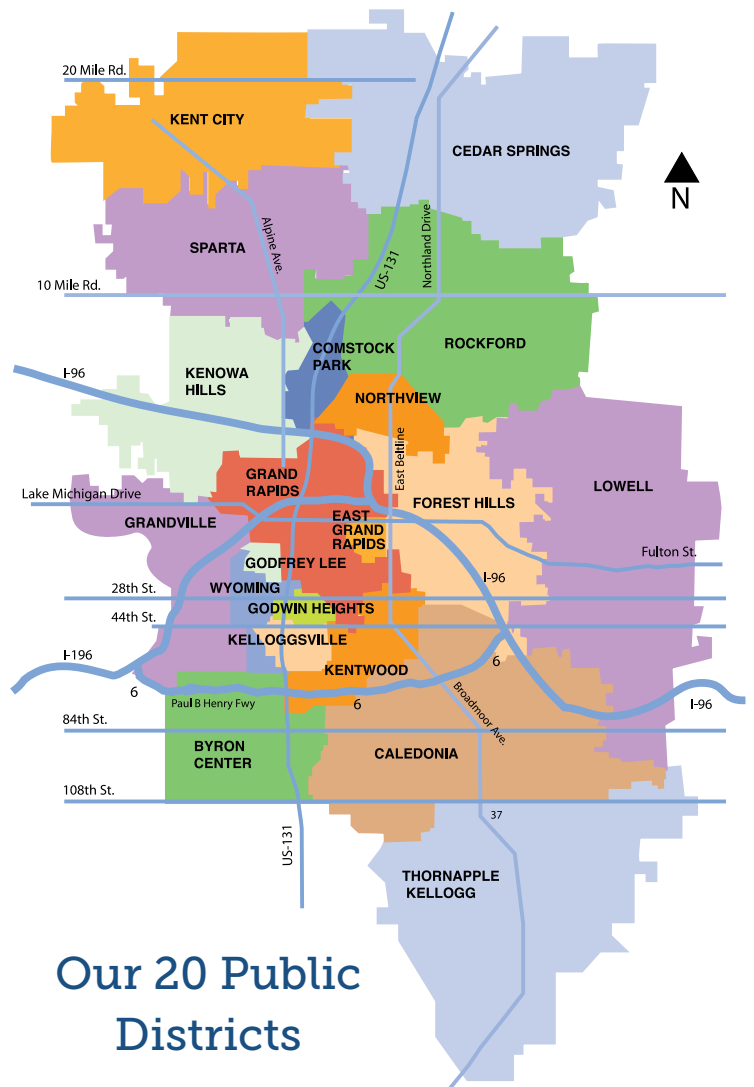 20 Mile Rd.
KENT CITY
CEDAR SPRINGS
N
Northland Drive
SPARTA
Alpine Ave.
US-131
10 Mile Rd.
COMSTOCK
PARK
ROCKFORD
I-96
KENOWA
HILLS
NORTHVIEW
East Beltline
GRAND
RAPIDS
LOWELL
Lake Michigan Drive
FOREST HILLS
GRANDVILLE
EAST
GRAND
RAPIDS
Fulton St.
GODFREY LEE
I-96
28th St.
WYOMING
GODWIN HEIGHTS
44th St.
KELLOGGSVILLE
I-196
KENTWOOD
6
6
Paul B Henry Fwy
6
Broadmoor Ave.
I-96
84th St.
BYRON
CENTER
CALEDONIA
108th St.
37
US-131
THORNAPPLE
KELLOGG
Our 20 Public
Districts